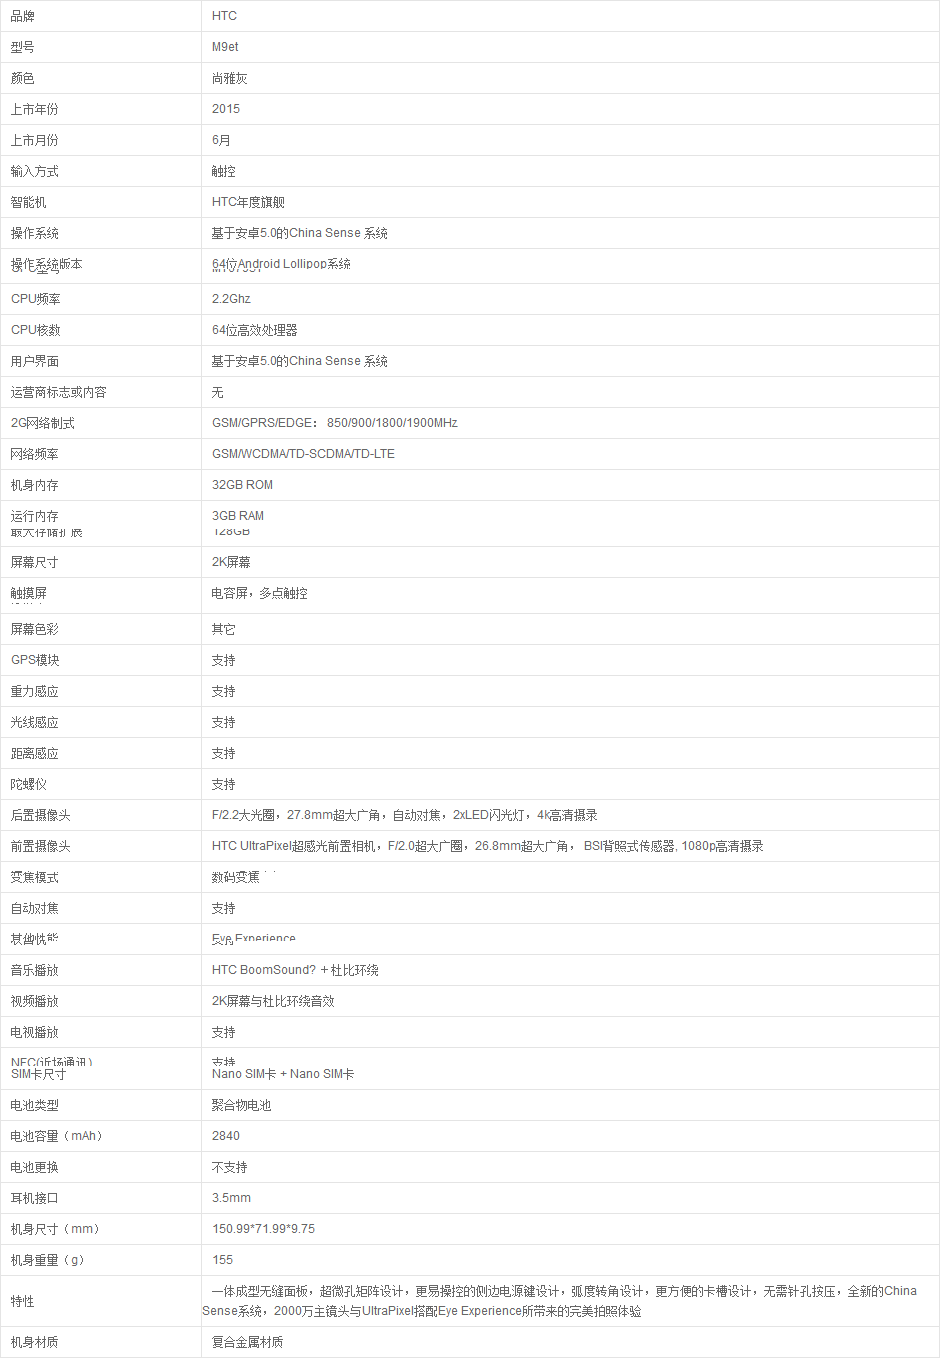 品牌 HTC
型号 M9et
颜色 尚雅灰
上市年份 2015
上市月份 6月
输入方式 触控
智能机 HTC年度旗舰
操作系统 基于安卓5.0的China Sense 系统
操作系统版本 64位Android Lollipop系统
CPU频率 2.2Ghz
CPU核数 64位高效处理器
用户界面 基于安卓5.0的China Sense 系统
运营商标志或内容 无
2G网络制式 GSM/GPRS/EDGE： 850/900/1800/1900MHz
网络频率 GSM/WCDMA/TD-SCDMA/TD-LTE
机身内存 32GB ROM
运行内存 3GB RAM
最大存储扩展 128GB
屏幕尺寸 2K屏幕
触摸屏 电容屏，多点触控
屏幕色彩 其它
GPS模块 支持
重力感应 支持
光线感应 支持
距离感应 支持
陀螺仪 支持
后置摄像头 F/2.2大光圈，27.8mm超大广角，自动对焦，2xLED闪光灯，4k高清摄录
前置摄像头 HTC UltraPixel超感光前置相机，F/2.0超大广圈，26.8mm超大广角， BSI背照式传感器, 1080p高清摄录
变焦模式 数码变焦
自动对焦 支持
其他性能 Eye Experience
音乐播放 HTC BoomSound? + 杜比环绕
视频播放 2K屏幕与杜比环绕音效
电视播放 支持
NFC(近场通讯) 支持
SIM卡尺寸 Nano SIM卡 + Nano SIM卡
电池类型 聚合物电池
电池容量（mAh） 2840
电池更换 不支持
耳机接口 3.5mm
机身尺寸（mm） 150.99*71.99*9.75
机身重量（g） 155
特性 一体成型无缝面板，超微孔矩阵设计，更易操控的侧边电源键设计，弧度转角设计，更方便的卡槽设计，无需针孔按压，全新的China
Sense系统，2000万主镜头与UltraPixel搭配Eye Experience所带来的完美拍照体验
机身材质 复合金属材质